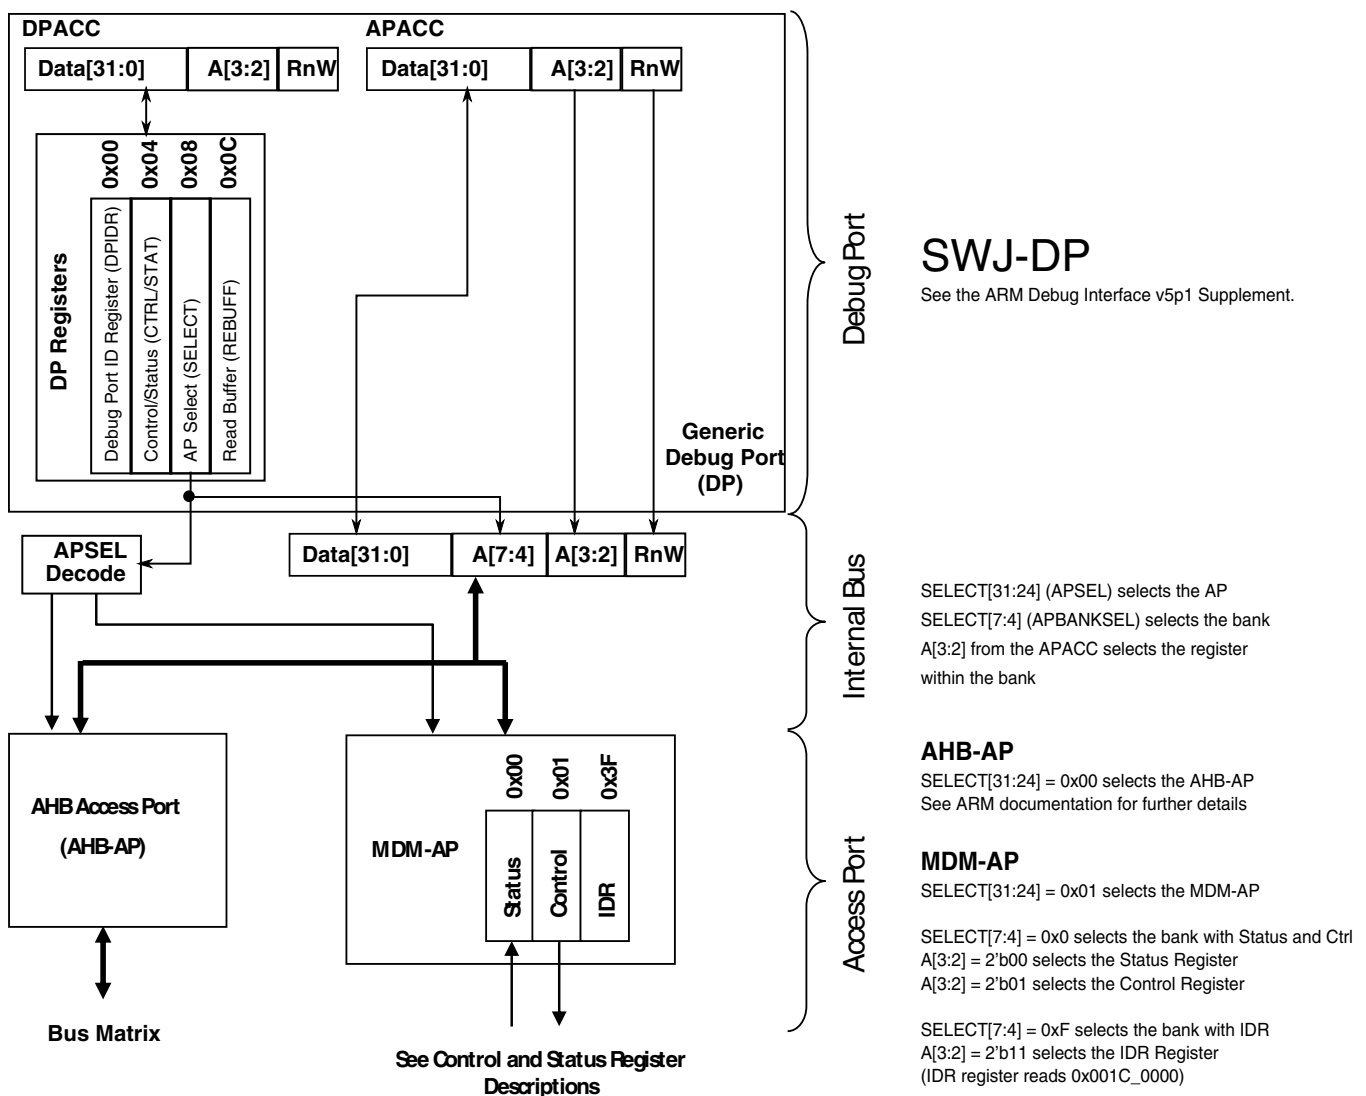 DPACC
APACC
Data[31:0]
A[3:2]
RnW
Data[31:0]
A[3:2]
RnW
0x00
0x04
0x08
0x0C
DP Registers
Debug Port ID Register (DPIDR)
Control/Status (CTRL/STAT)
AP Select (SELECT)
Read Buffer (REBUFF)
Generic
Debug Port
(DP)
Debug Port
SWJ-DP
See the ARM Debug Interface v5p1 Supplement.
APSEL
Decode
Data[31:0]
A[7:4]
A[3:2]
RnW
Internal Bus
SELECT[31:24] (APSEL) selects the AP
SELECT[7:4] (APBANKSEL) selects the bank
A[3:2] from the APACC selects the register
within the bank
AHB Access Port
(AHB-AP)
Bus Matrix
MDM-AP
0x00
0x01
0x3F
Status
Control
IDR
See Control and Status Register
Descriptions
Access Port
AHB-AP
SELECT[31:24] = 0x00 selects the AHB-AP
See ARM documentation for further details
MDM-AP
SELECT[31:24] = 0x01 selects the MDM-AP
SELECT[7:4] = 0x0 selects the bank with Status and Ctrl
A[3:2] = 2'b00 selects the Status Register
A[3:2] = 2'b01 selects the Control Register
SELECT[7:4] = 0xF selects the bank with IDR
A[3:2] = 2'b11 selects the IDR Register
(IDR register reads 0x001C_0000)